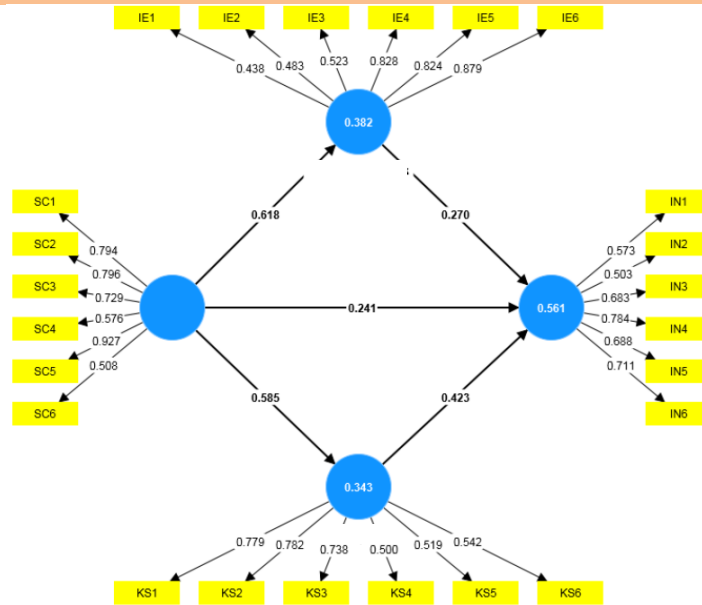 IE1 IE2 IE3 IE4 IE5 IE6
0.438 0.483 0.523 0.828 0.824 0.879
0.382
SC1
SC2
SC3
SC4
SC5
SC6
0.794
0.796
0.729
0.576
0.927
0.508
0.618
0.270
0.241
0.585
0.423
0.561
0.573
0.503
0.683
0.784
0.688
0.711
IN1
IN2
IN3
IN4
IN5
IN6
0.343
0.779 0.782 0.738 0.500 0.519 0.542
KS1 KS2 KS3 KS4 KS5 KS6